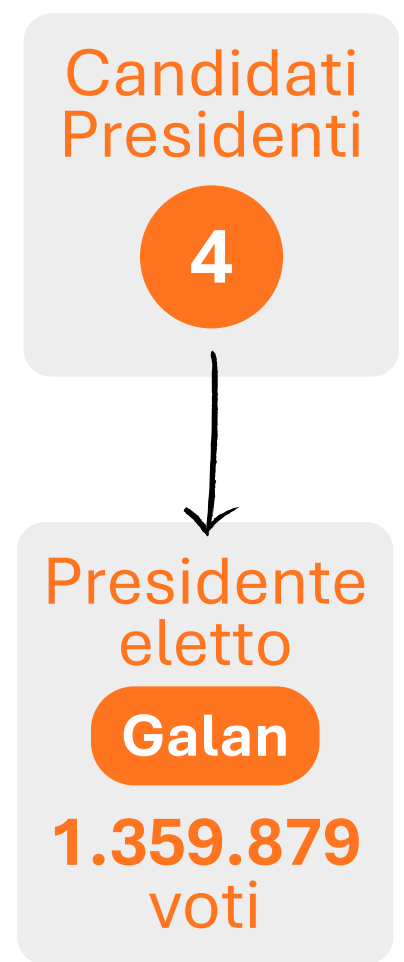 Candidati
Presidenti
4
Presidente
eletto
Galan
1.359.879
voti